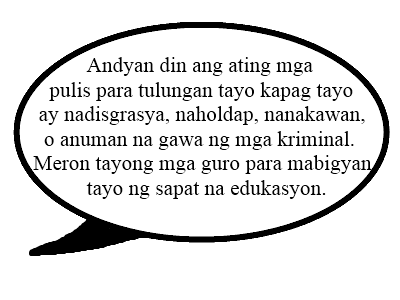 Andyan din ang ating mga
pulis para tulungan tayo kapag tayo
ay nadisgrasya, naholdap, nanakawan,
o anuman na gawa ng mga kriminal.
Meron tayong mga guro para mabigyan
tayo ng sapat na edukasyon.